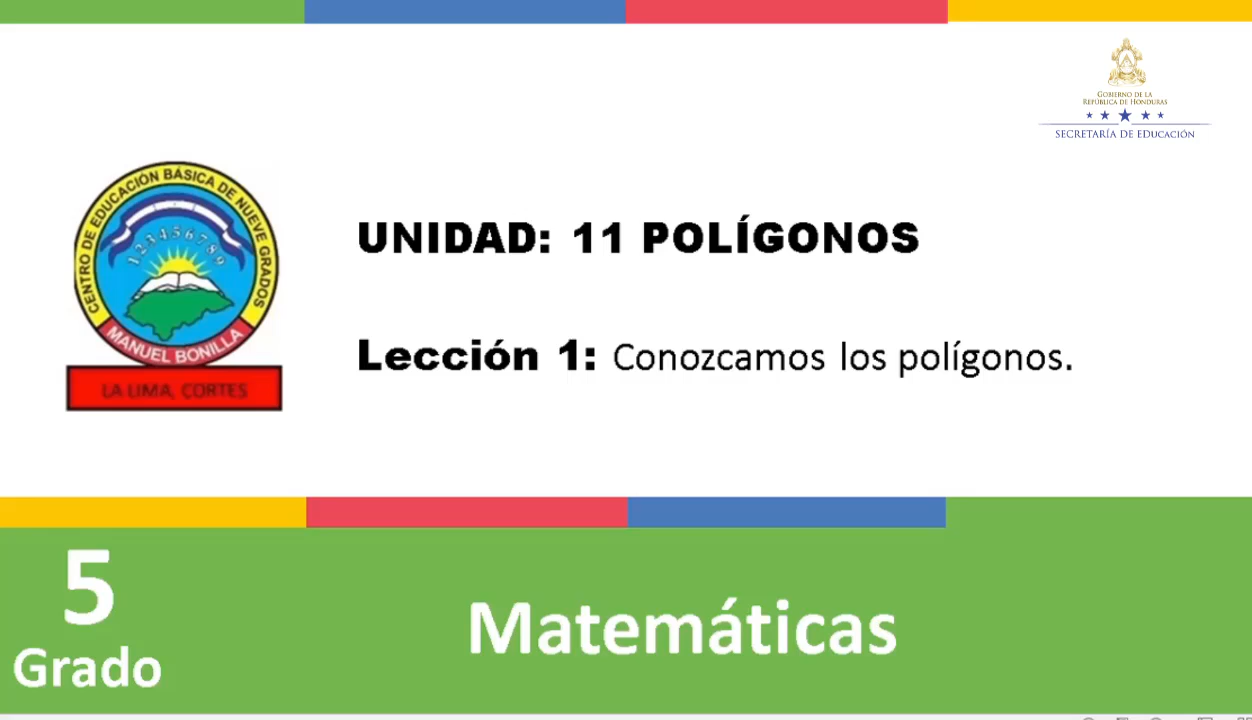 GOBIERNO DE LA
REPÚBLICA DE HONDURAS
SECRETARÍA DE EDUCACIÓN
CENTRO DE EDUCACIÓN BÁSICA DE NUEVE GRADOS
123456789
MANUEL BONILLA
LA LIMA, CORTES
UNIDAD: 11 POLÍGONOS
Lección 1: Conozcamos los polígonos.
5
Grado
Matemáticas